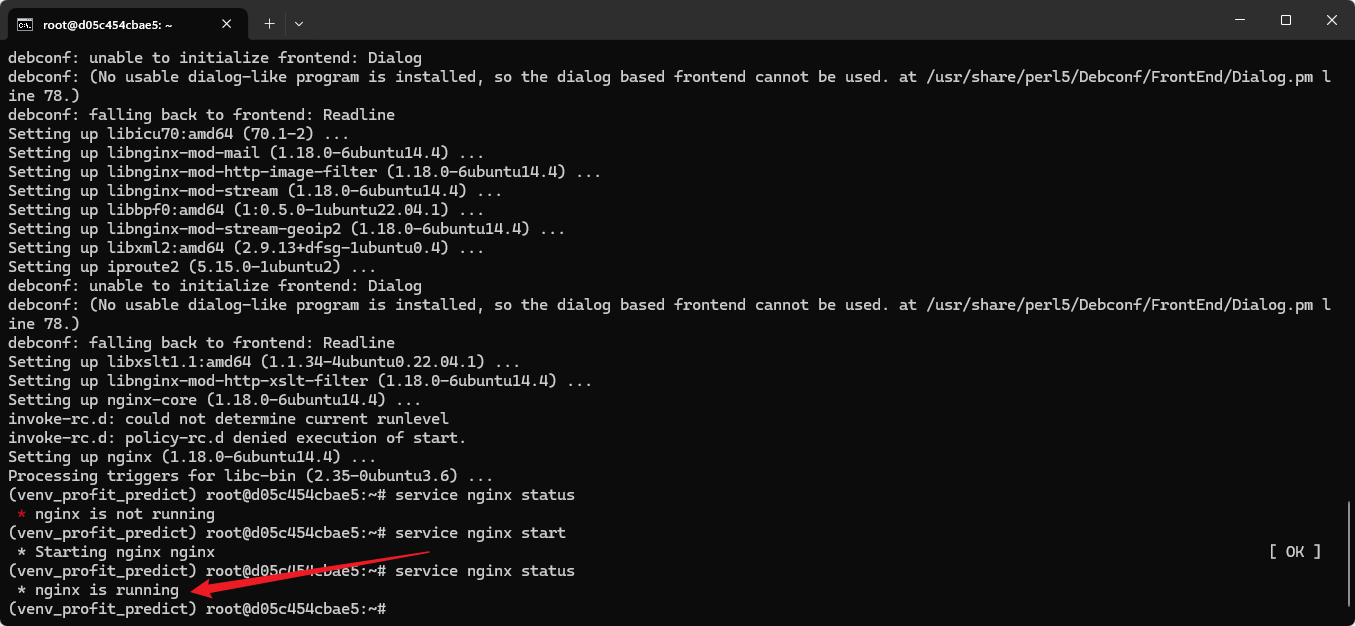 root@d05c454cbae5: ~
debconf: unable to initialize frontend: Dialog
debconf: (No usable dialog-like program is installed, so the dialog based frontend cannot be used. at /usr/share/perl5/Debconf/FrontEnd/Dialog.pm l
ine 78.)
debconf: falling back to frontend: Readline
Setting up libicu70:amd64 (70.1-2) ...
Setting up libnginx-mod-mail (1.18.0-6ubuntu14.4) ...
Setting up libnginx-mod-http-image-filter (1.18.0-6ubuntu14.4) ...
Setting up libnginx-mod-stream (1.18.0-6ubuntu14.4) ...
Setting up libbpf0:amd64 (1:0.5.0-1ubuntu22.04.1) ...
Setting up libnginx-mod-stream-geoip2 (1.18.0-6ubuntu14.4) ...
Setting up libxml2:amd64 (2.9.13+dfsg-1ubuntu0.4) ...
Setting up iproute2 (5.15.0-1ubuntu2) ...
debconf: unable to initialize frontend: Dialog
debconf: (No usable dialog-like program is installed, so the dialog based frontend cannot be used. at /usr/share/perl5/Debconf/FrontEnd/Dialog.pm l
ine 78.)
debconf: falling back to frontend: Readline
Setting up libxslt1.1:amd64 (1.1.34-4ubuntu0.22.04.1) ...
Setting up libnginx-mod-http-xslt-filter (1.18.0-6ubuntu14.4) ...
Setting up nginx-core (1.18.0-6ubuntu14.4) ...
invoke-rc.d: could not determine current runlevel
invoke-rc.d: policy-rc.d denied execution of start.
Setting up nginx (1.18.0-6ubuntu14.4) ...
Processing triggers for libc-bin (2.35-0ubuntu3.6) ...
(venv_profit_predict) root@d05c454cbae5:~# service nginx status
 * nginx is not running
(venv_profit_predict) root@d05c454cbae5:~# service nginx start
 * Starting nginx nginx [ OK ]
(venv_profit_predict) root@d05c454cbae5:~# service nginx status
 * nginx is running
(venv_profit_predict) root@d05c454cbae5:~#